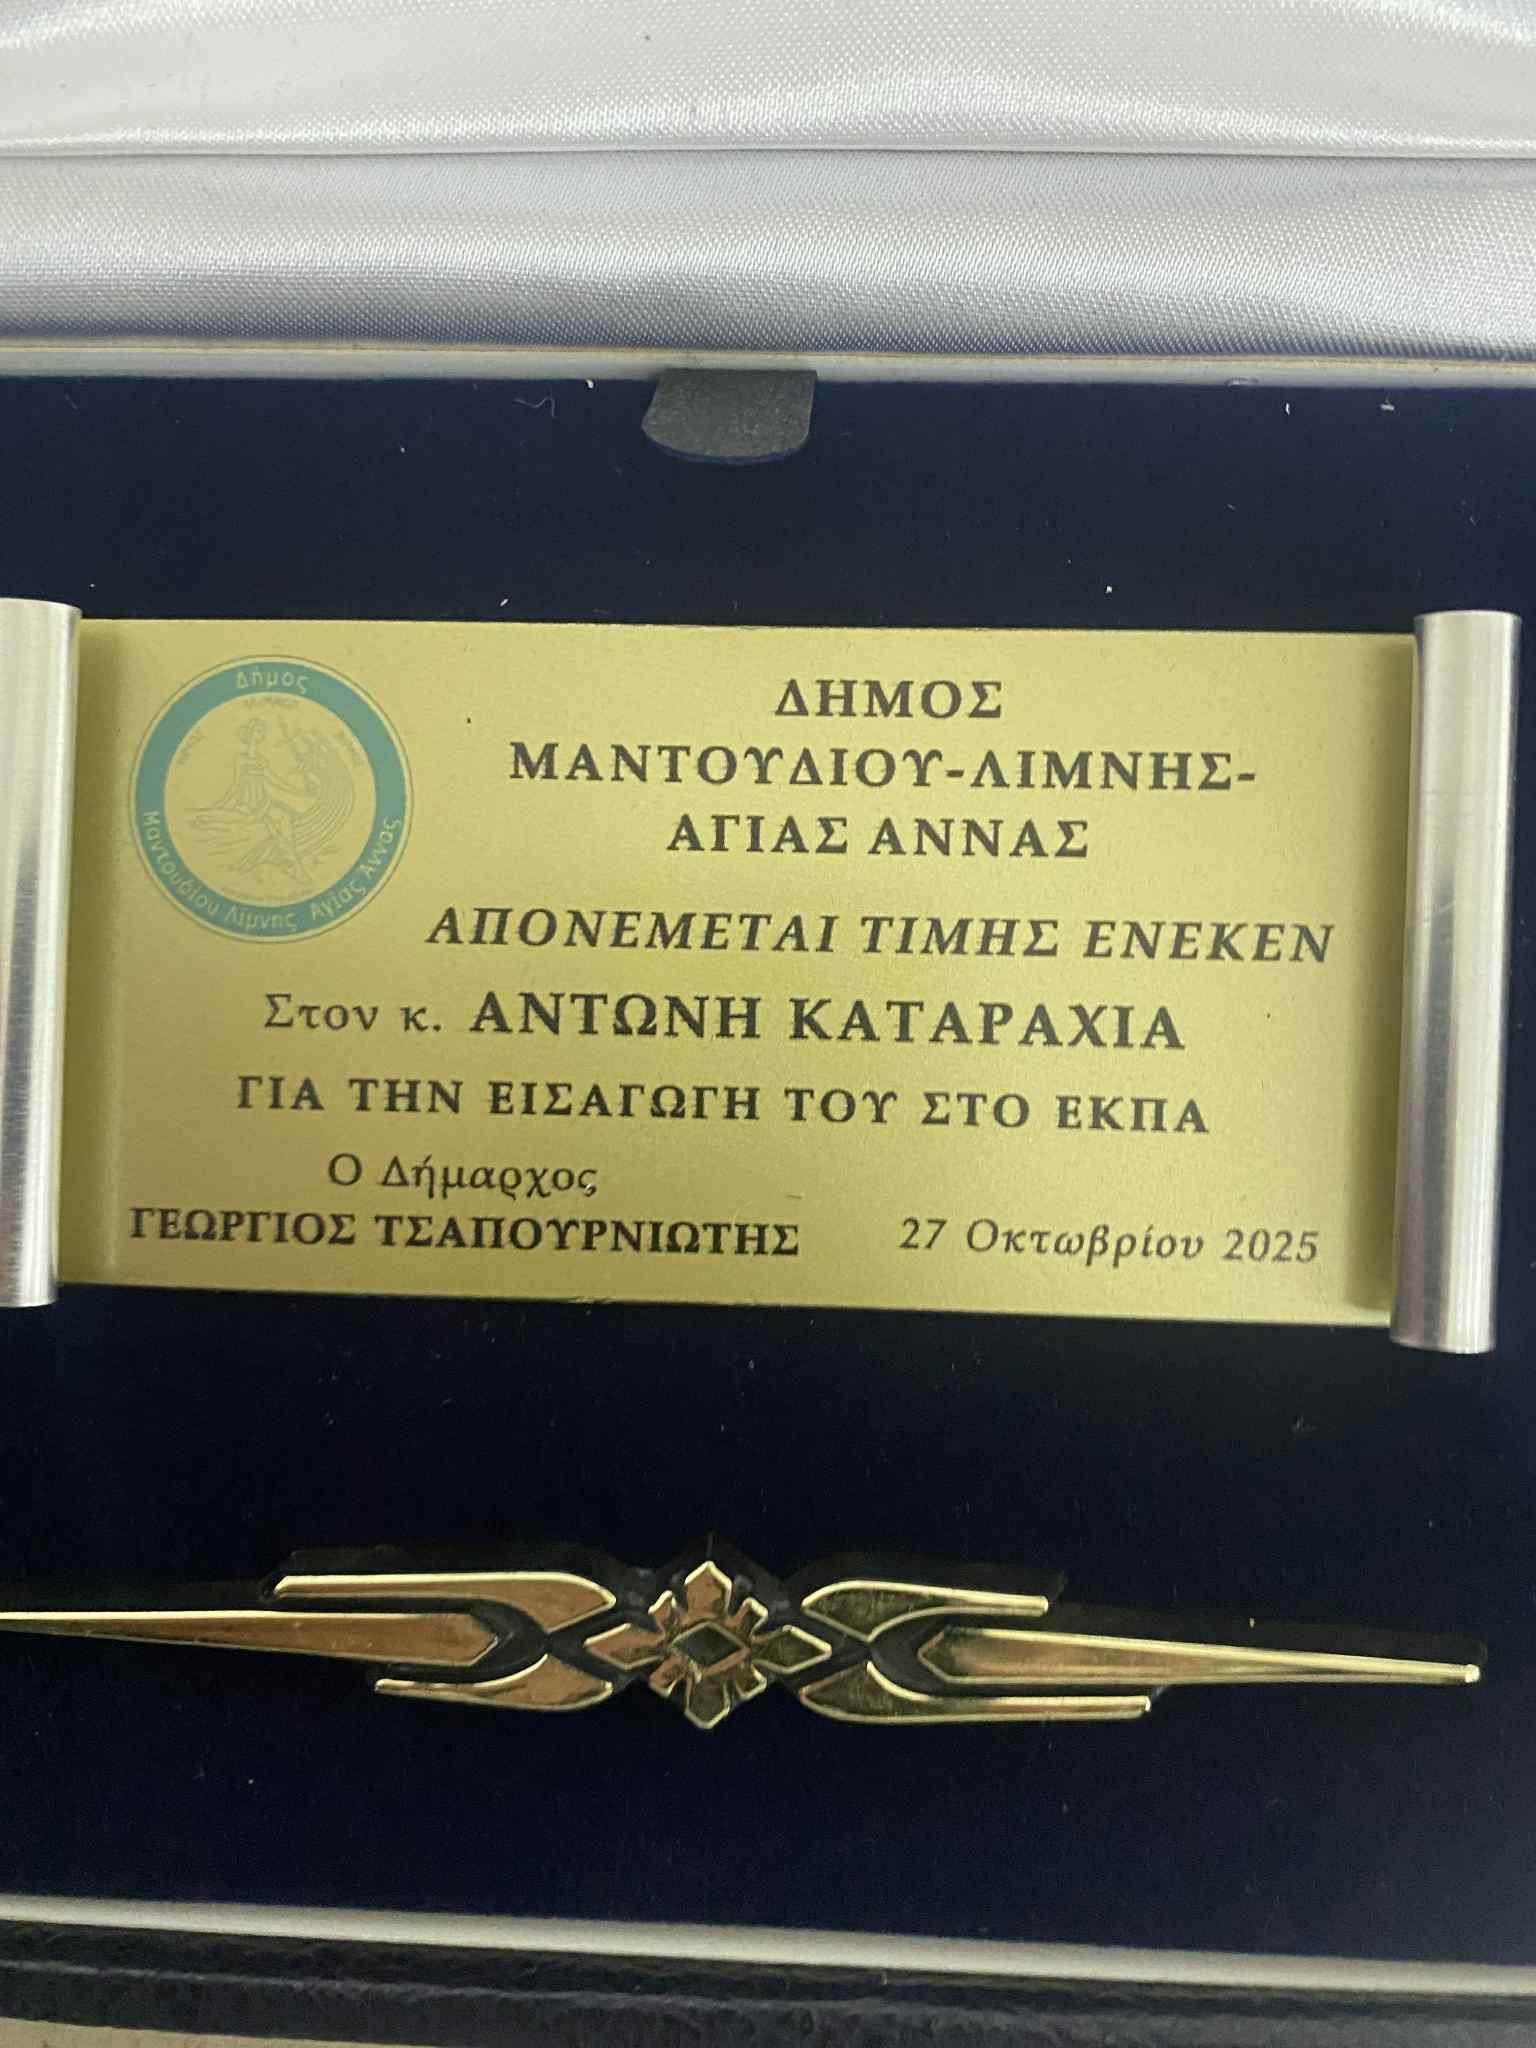 Δήμος
Μαντουδίου Λίμνης Αγίας Άννας
ΔΗΜΟΣ
ΜΑΝΤΟΥΔΙΟΥ-ΛΙΜΝΗΣ-
ΑΓΙΑΣ ΑΝΝΑΣ
ΑΠΟΝΕΜΕΤΑΙ ΤΙΜΗΣ ΕΝΕΚΕΝ
Στον κ. ΑΝΤΩΝΗ ΚΑΤΑΡΑΧΙΑ
ΓΙΑ ΤΗΝ ΕΙΣΑΓΩΓΗ ΤΟΥ ΣΤΟ ΕΚΠΑ
Ο Δήμαρχος
ΓΕΩΡΓΙΟΣ ΤΣΑΠΟΥΡΝΙΩΤΗΣ 27 Οκτωβρίου 2025